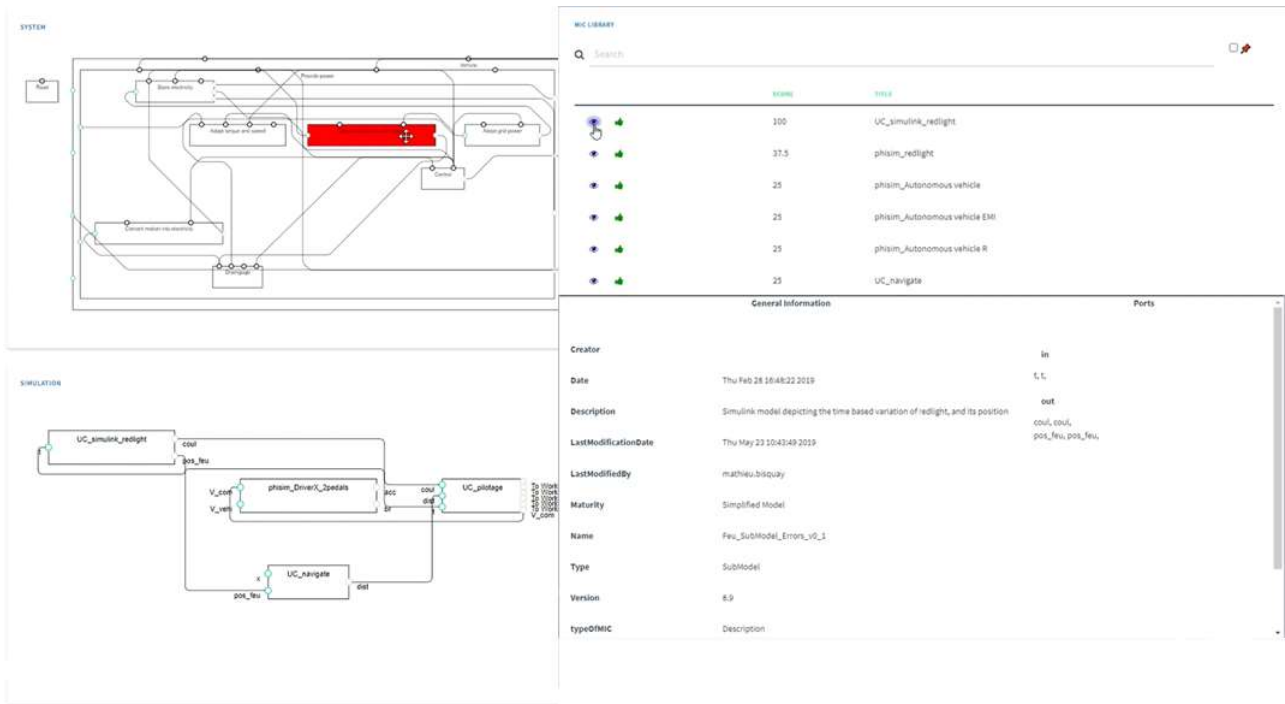 SYSTEM
Vehicle
Provide power
Road
Store electricity
Adapt torque and speed
Adapt grid power
Control
Convert motion into electricity
SIMULATION
UC_simulink_redlight
coul
t
pos_feu
phisim_DriverX_2pedals
V_com
V_veh
acc
coul
dist
UC_pilotage
V_com
UC_navigate
x
pos_feu
dist
MIC LIBRARY
Search
SCORE TITLE
100 UC_simulink_redlight
37.5 phisim_redlight
25 phisim_Autonomous vehicle
25 phisim_Autonomous vehicle EMI
25 phisim_Autonomous vehicle R
25 UC_navigate
General Information Ports
Creator
Date Thu Feb 28 16:48:22 2019
Description Simulink model depicting the time based variation of redlight, and its position
LastModificationDate Thu May 23 10:43:49 2019
LastModifiedBy mathieu.bisquay
Maturity Simplified Model
Name Feu_SubModel_Errors_v0_1
Type SubModel
Version 6.9
typeOfMIC Description
in
t, t,
out
coul, coul,
pos_feu, pos_feu,